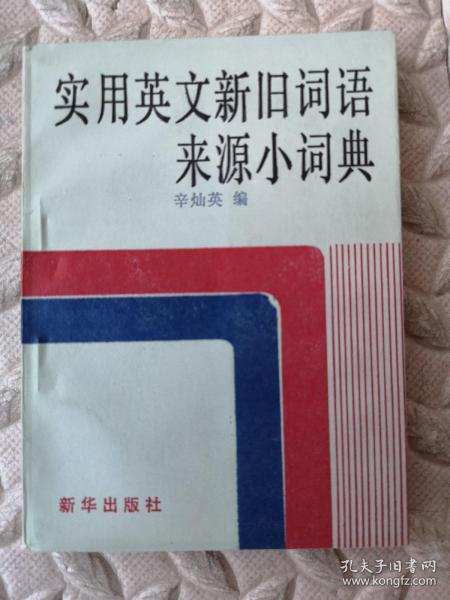 实用英文新旧词语
来源小词典
辛灿英 编
新华出版社
孔夫子旧书网
www.kongfz.com